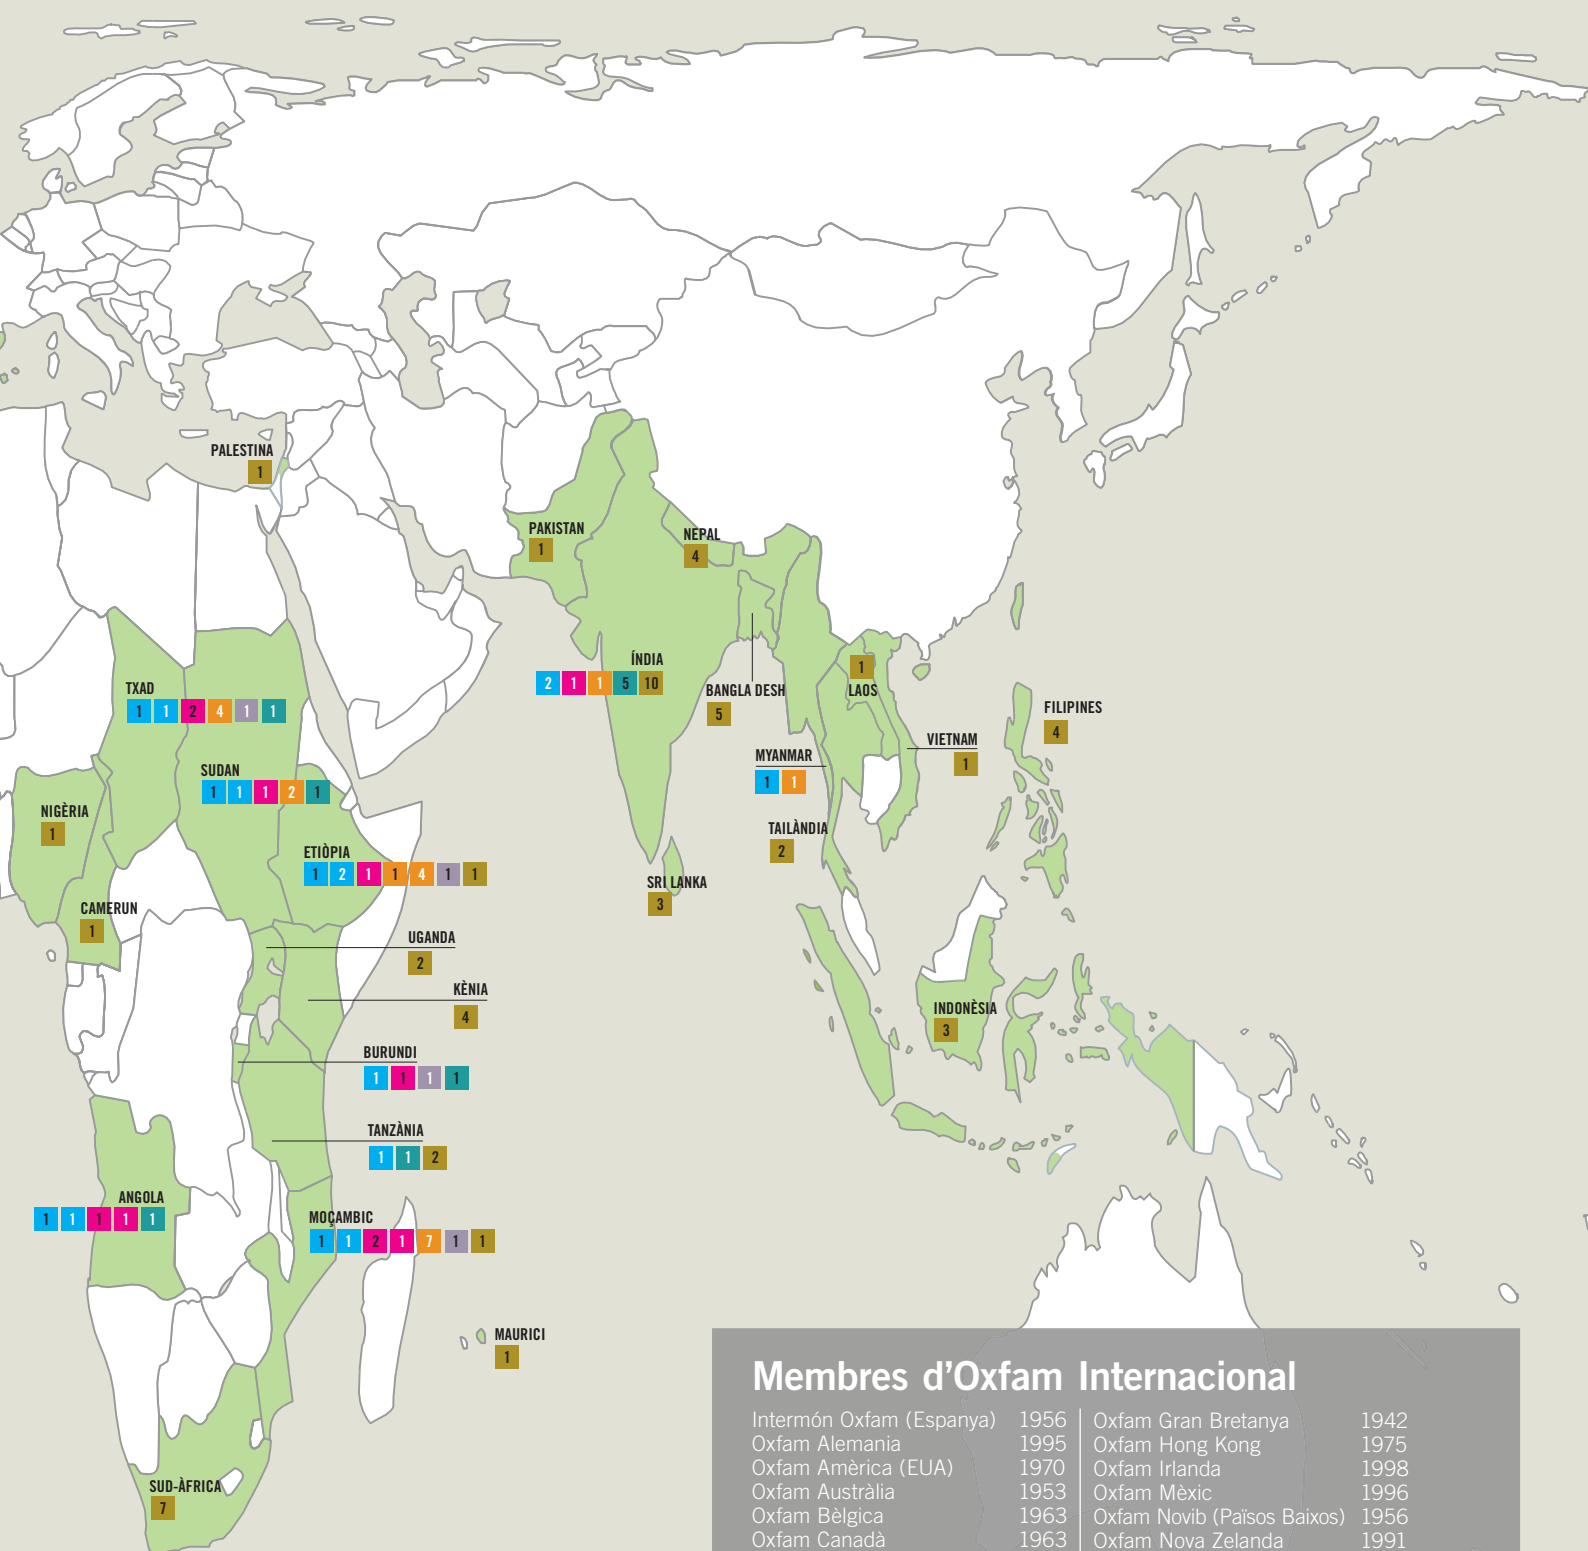 PALESTINA
1
PAKISTAN
1
NEPAL
4
ÍNDIA
2 1 1 5 10
BANGLA DESH
5
LAOS
1
FILIPINES
4
VIETNAM
1
MYANMAR
1 1
TAILÀNDIA
2
SRI LANKA
3
TXAD
1 1 2 4 1 1
SUDAN
1 1 1 2 1
NIGÈRIA
1
ETIÒPIA
1 2 1 1 4 1 1
CAMERUN
1
UGANDA
2
KÈNIA
4
INDONÈSIA
3
BURUNDI
1 1 1 1
TANZÀNIA
1 1 2
ANGOLA
1 1 1 1 1
MOÇAMBIC
1 1 2 1 7 1 1
MAURICI
1
SUD-ÀFRICA
7
Membres d'Oxfam Internacional
Intermón Oxfam (Espanya) 1956
Oxfam Alemania 1995
Oxfam Amèrica (EUA) 1970
Oxfam Austràlia 1953
Oxfam Bèlgica 1963
Oxfam Canadà 1963
Oxfam Gran Bretanya 1942
Oxfam Hong Kong 1975
Oxfam Irlanda 1998
Oxfam Mèxic 1996
Oxfam Novib (Països Baixos) 1956
Oxfam Nova Zelanda 1991